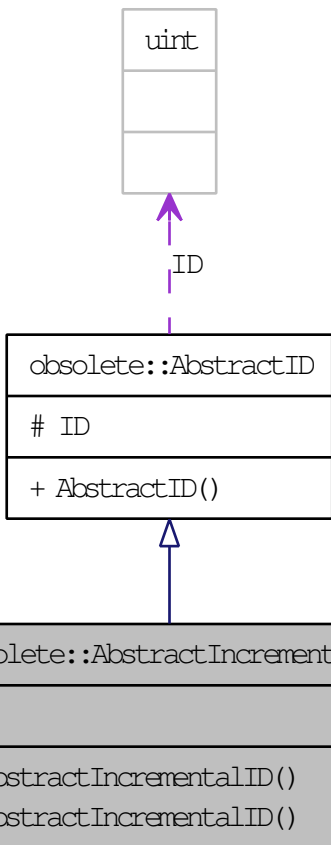 uint
ID
obsolete::AbstractID
# ID
+ AbstractID()
olete::AbstractIncrement
bstractIncrementalID()
bstractIncrementalID()